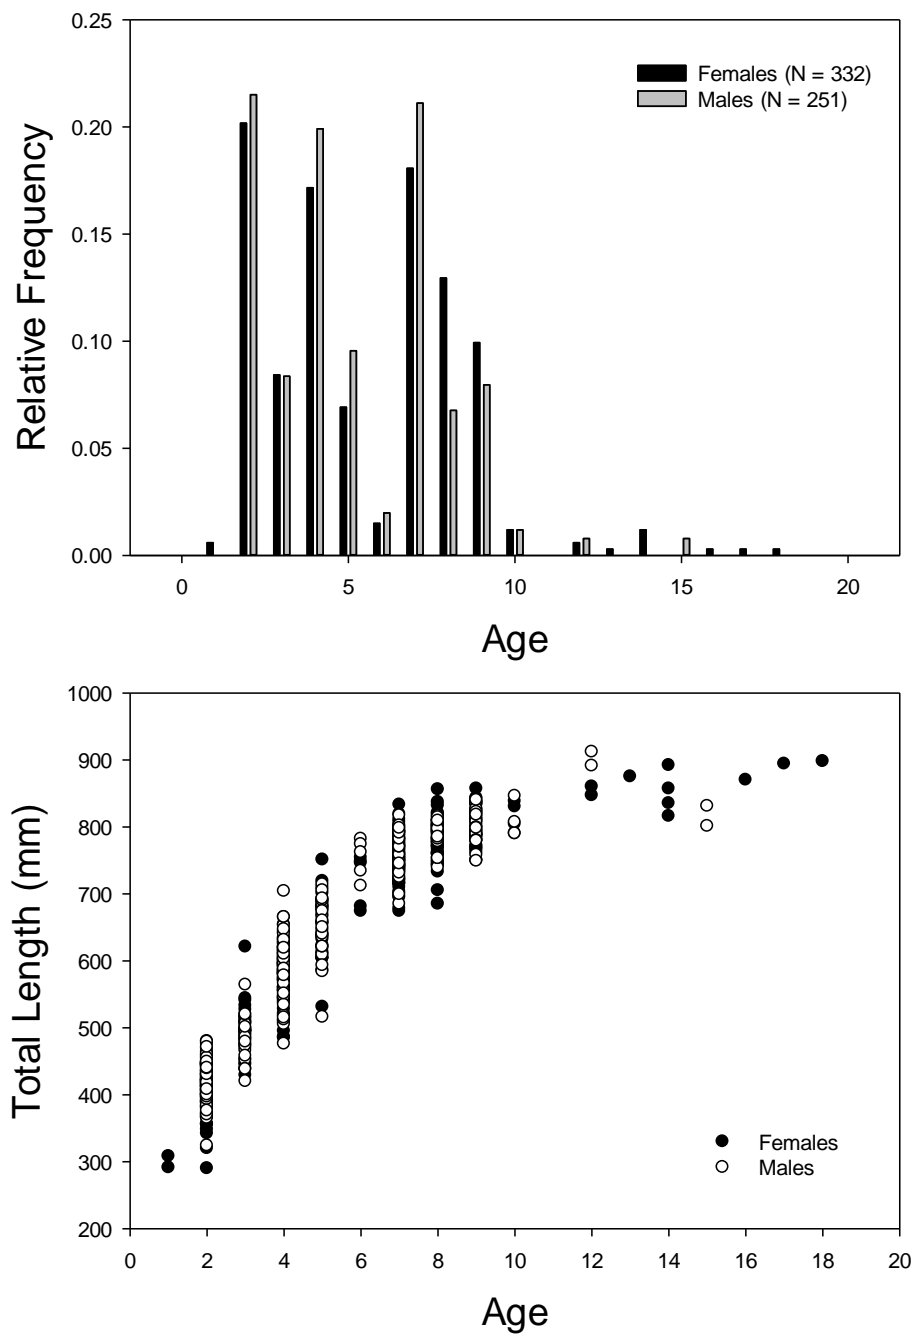 0.25
Females (N = 332)
Males (N = 251)
0.20
0.15
0.10
0.05
0.00
Relative Frequency
0 5 10 15 20
Age
1000
900
800
700
600
500
400
300
200
Total Length (mm)
Females
Males
0 2 4 6 8 10 12 14 16 18 20
Age